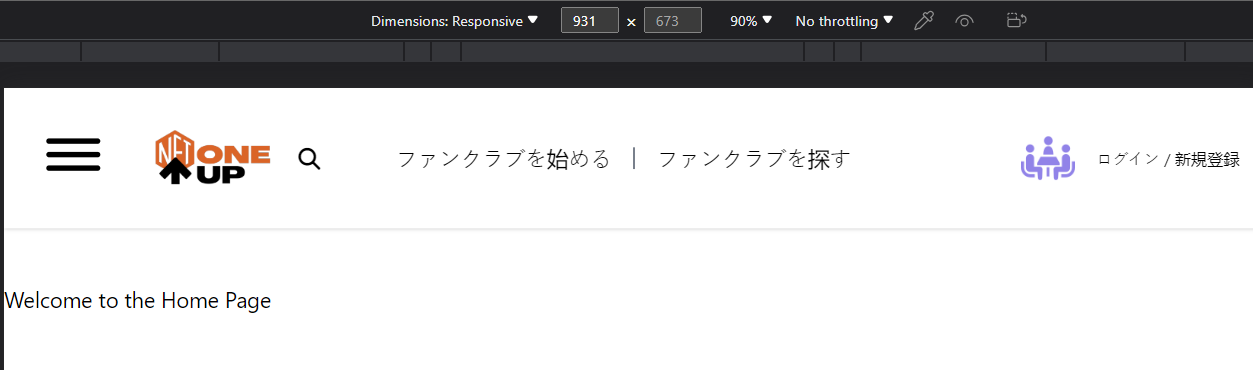 Dimensions: Responsive 931 × 673 90% No throttling
NFT ONE UP ファンクラブを始める | ファンクラブを探す ログイン / 新規登録
Welcome to the Home Page